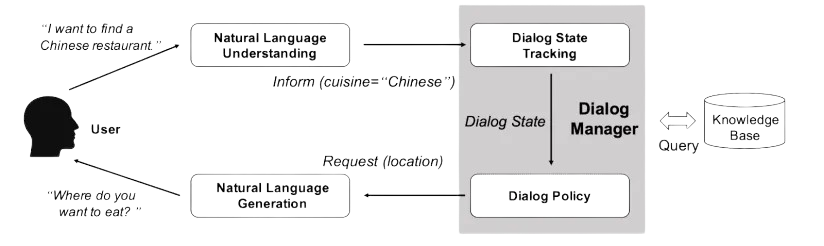 “I want to find a
Chinese restaurant.”
Natural Language
Understanding
Dialog State
Tracking
Inform (cuisine=“Chinese”)
User
Dialog State
Dialog
Manager
Query
Knowledge
Base
Request (location)
“Where do you
want to eat? ”
Natural Language
Generation
Dialog Policy